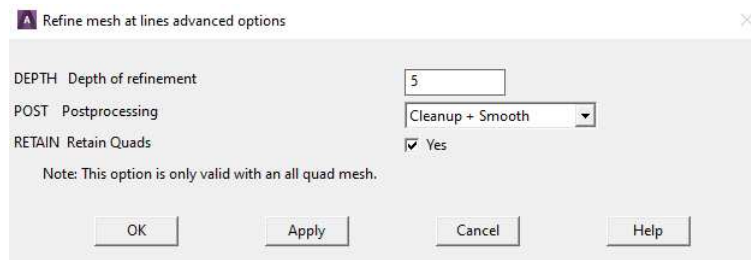 Refine mesh at lines advanced options
DEPTH Depth of refinement 5
POST Postprocessing Cleanup + Smooth
RETAIN Retain Quads Yes
Note: This option is only valid with an all quad mesh.
OK Apply Cancel Help